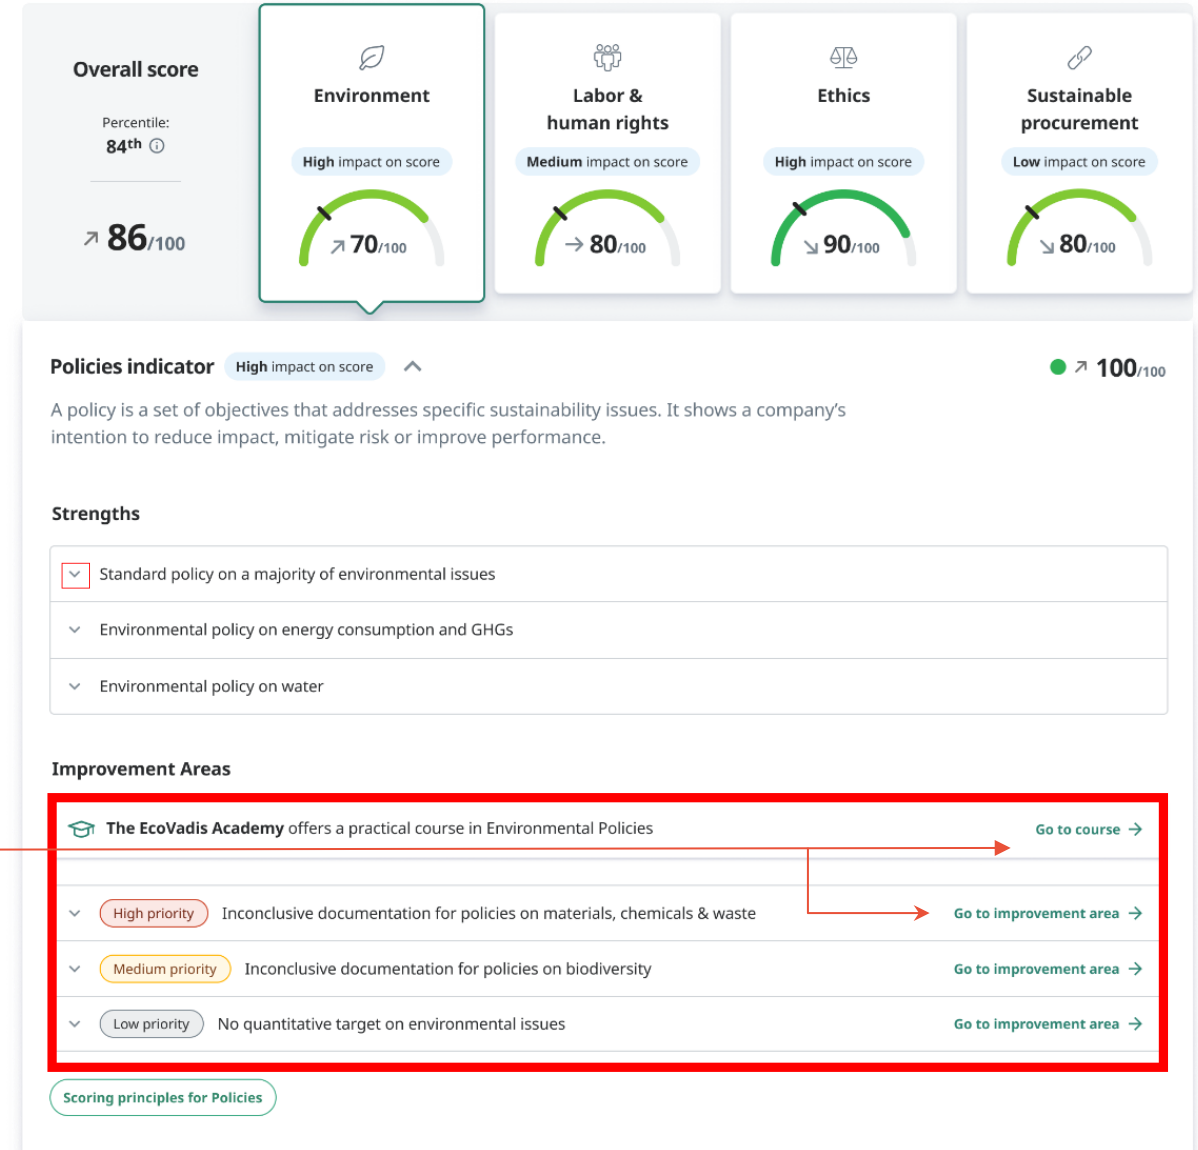 Overall score
Percentile:
84th
86/100
Environment
High impact on score
70/100
Labor &
human rights
Medium impact on score
80/100
Ethics
High impact on score
90/100
Sustainable
procurement
Low impact on score
80/100
Policies indicator
High impact on score
100/100
A policy is a set of objectives that addresses specific sustainability issues. It shows a company's
intention to reduce impact, mitigate risk or improve performance.
Strengths
Standard policy on a majority of environmental issues
Environmental policy on energy consumption and GHGs
Environmental policy on water
Improvement Areas
The EcoVadis Academy offers a practical course in Environmental Policies
Go to course
High priority Inconclusive documentation for policies on materials, chemicals & waste
Go to improvement area
Medium priority Inconclusive documentation for policies on biodiversity
Go to improvement area
Low priority No quantitative target on environmental issues
Go to improvement area
Scoring principles for Policies